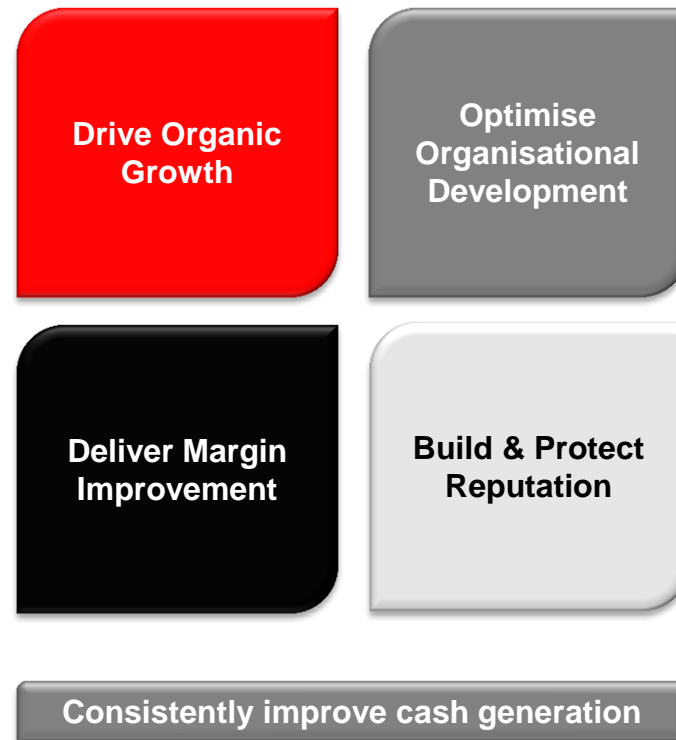 Drive Organic
Growth
Optimise
Organisational
Development
Deliver Margin
Improvement
Build & Protect
Reputation
Consistently improve cash generation